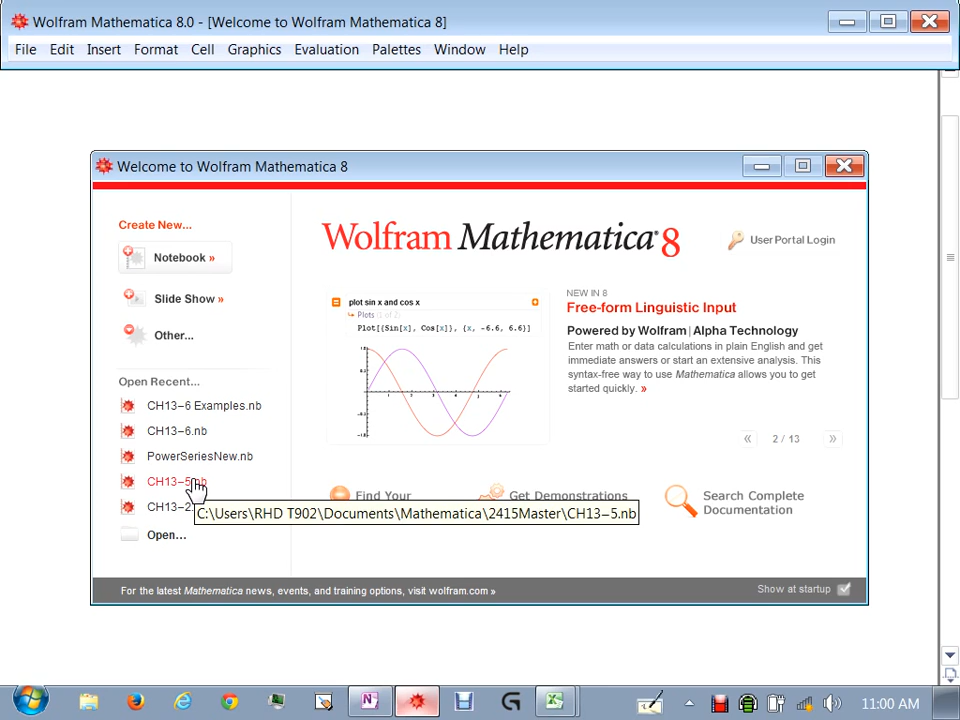 Wolfram Mathematica 8.0 - [Welcome to Wolfram Mathematica 8]
File Edit Insert Format Cell Graphics Evaluation Palettes Window Help
Welcome to Wolfram Mathematica 8
Create New...
Notebook »
Slide Show »
Other...
Open Recent...
CH13–6 Examples.nb
CH13–6.nb
PowerSeriesNew.nb
CH13–5.nb
CH13–2
Open...
Wolfram Mathematica® 8
User Portal Login
plot sin x and cos x
Plots (1 of 2)
Plot[{Sin[x], Cos[x]}, {x, -6.6, 6.6}]
NEW IN 8
Free-form Linguistic Input
Powered by Wolfram|Alpha Technology
Enter math or data calculations in plain English and get
immediate answers or start an extensive analysis. This
syntax-free way to use Mathematica allows you to get
started quickly. »
« 2 / 13 »
Find Your
Get Demonstrations
Search Complete
Documentation
C:\Users\RHD T902\Documents\Mathematica\2415Master\CH13–5.nb
For the latest Mathematica news, events, and training options, visit wolfram.com »
Show at startup
11:00 AM